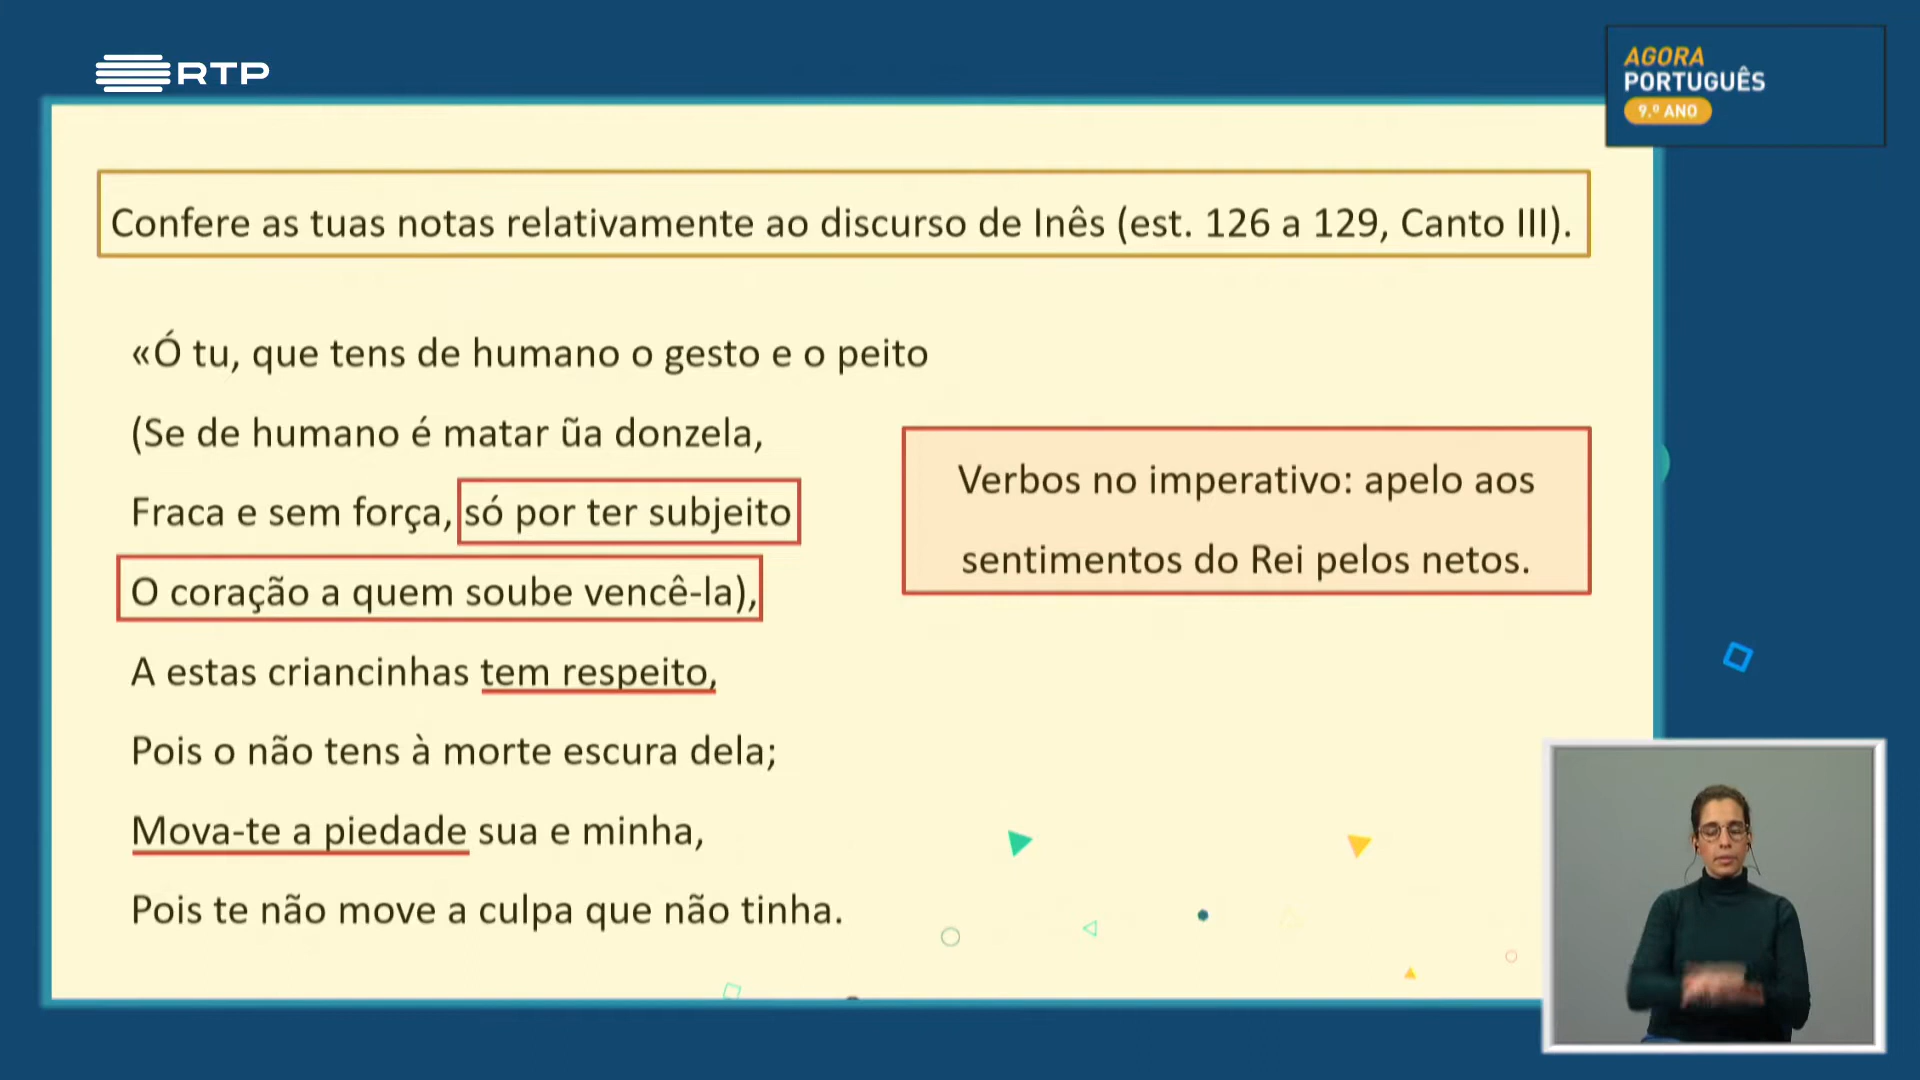 RTP
AGORA
PORTUGUÊS
9.º ANO
Confere as tuas notas relativamente ao discurso de Inês (est. 126 a 129, Canto III).
«Ó tu, que tens de humano o gesto e o peito
(Se de humano é matar ũa donzela,
Fraca e sem força, só por ter subjeito
O coração a quem soube vencê-la),
A estas criancinhas tem respeito,
Pois o não tens à morte escura dela;
Mova-te a piedade sua e minha,
Pois te não move a culpa que não tinha.
Verbos no imperativo: apelo aos
sentimentos do Rei pelos netos.